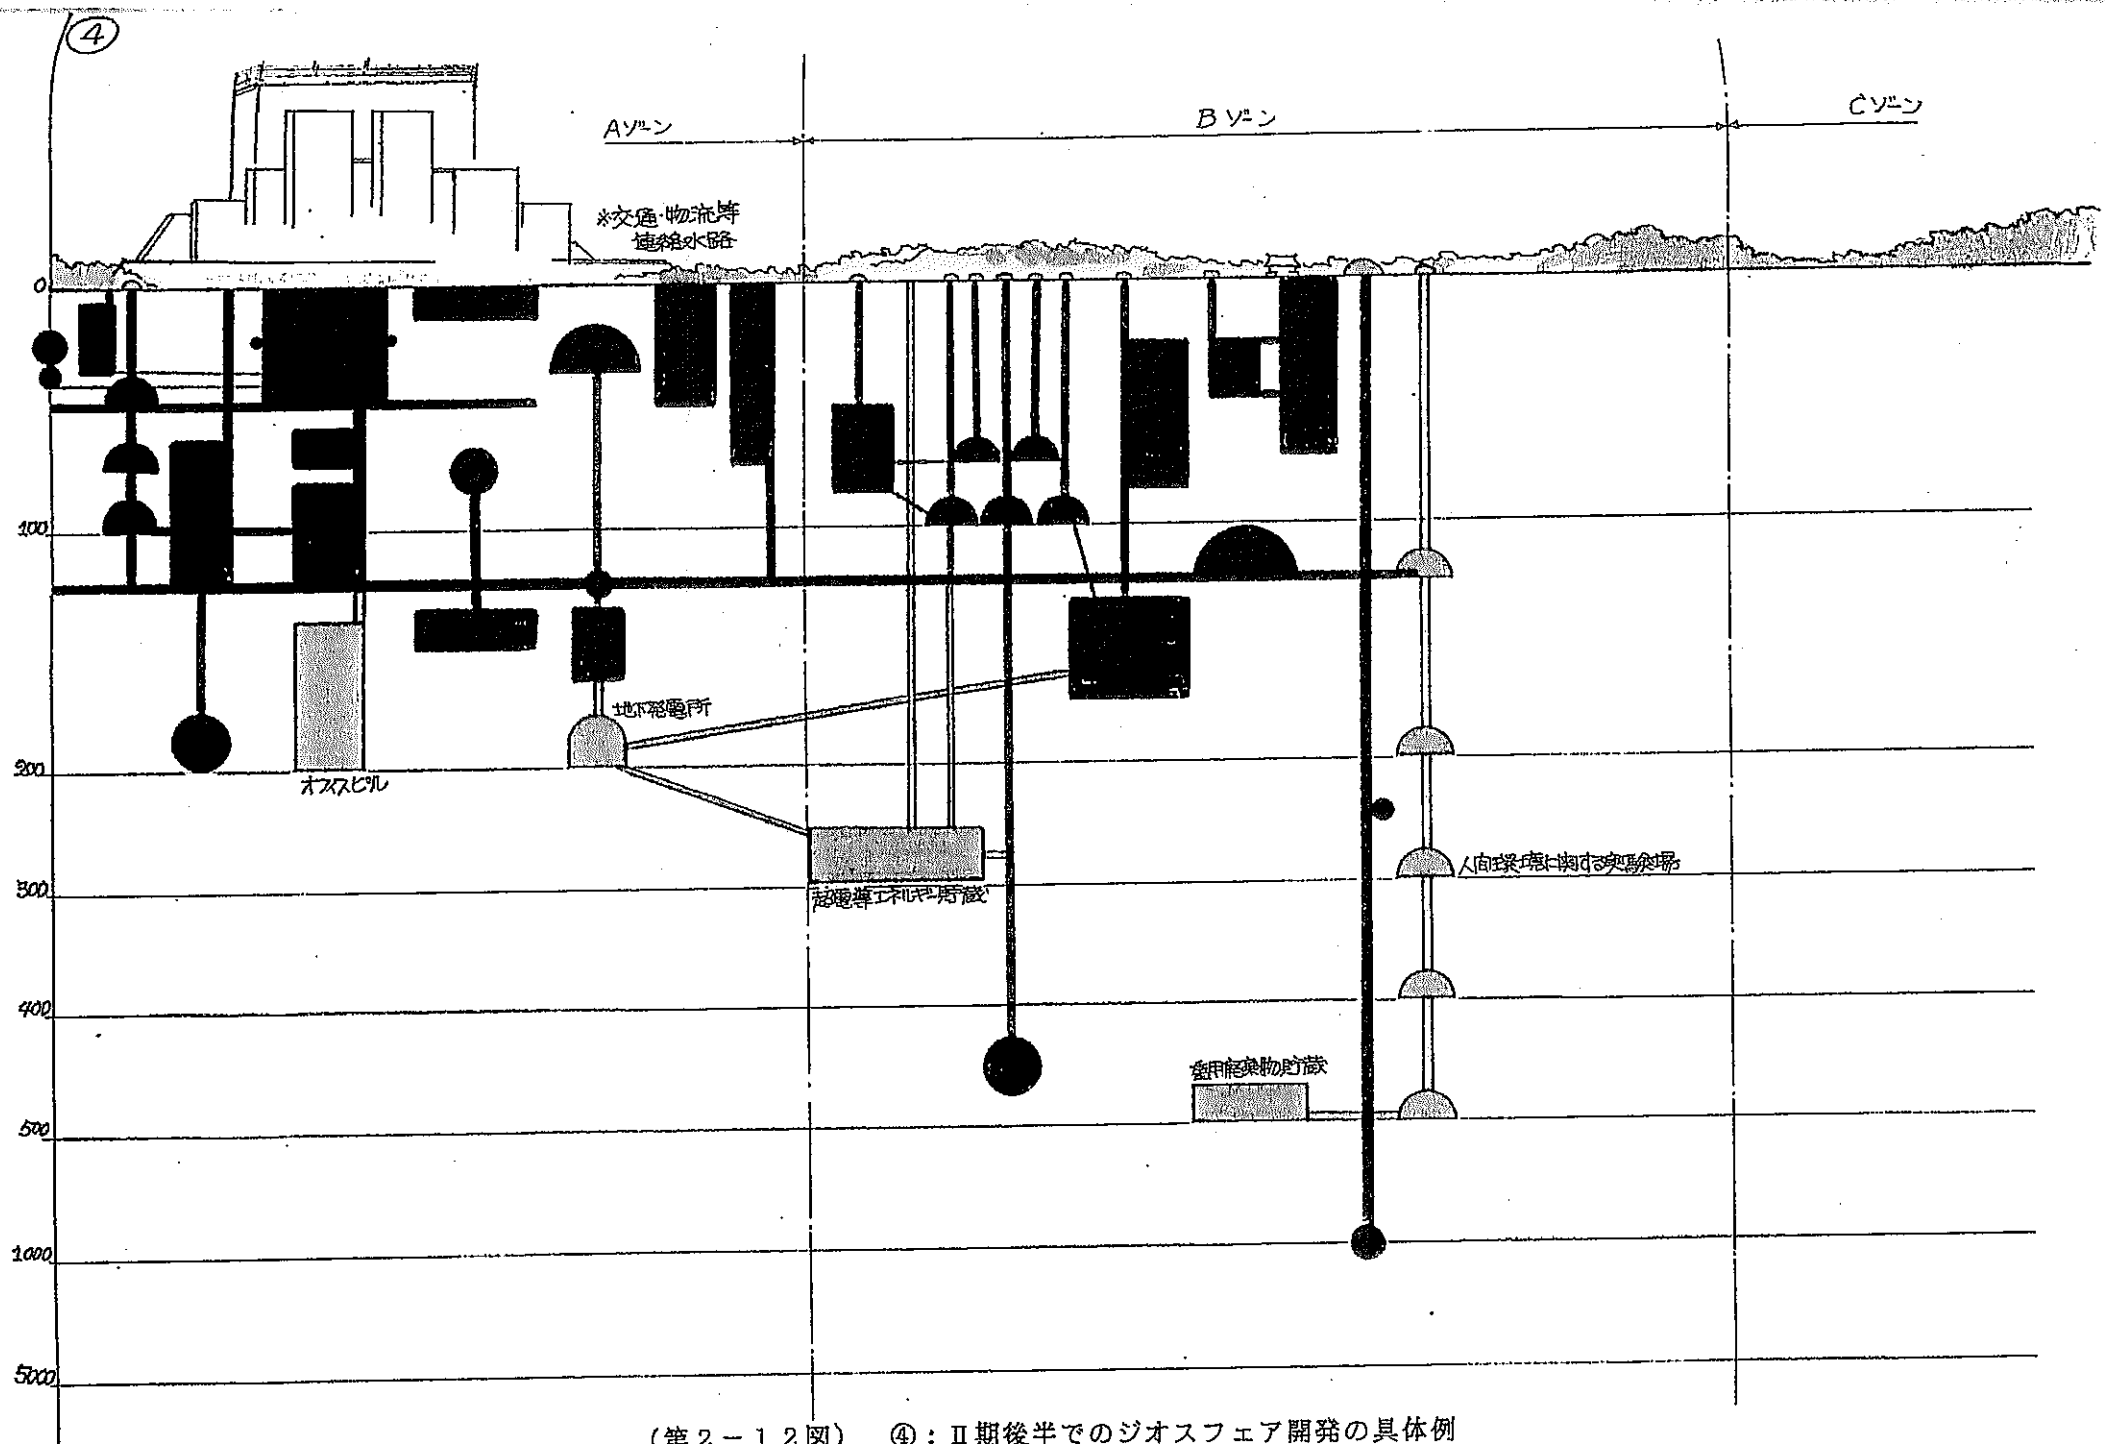 ④
Aゾーン
Bゾーン
Cゾーン
※交通・物流等
連絡水路
0
100
200
300
400
500
1000
5000
地下発電所
オフィスビル
超電導エネルギー貯蔵
人間環境に関する実験場
産業用廃棄物貯蔵
(第2-12図) ④:Ⅱ期後半でのジオスフェア開発の具体例